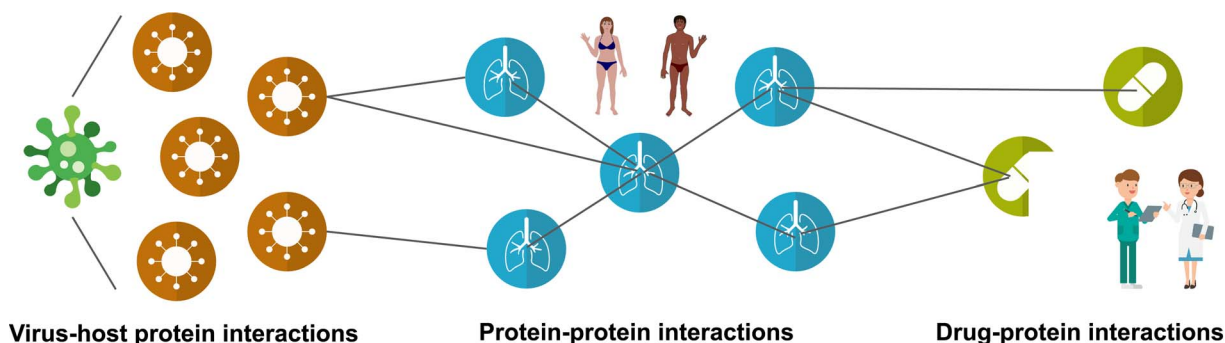 Virus-host protein interactions
Protein-protein interactions
Drug-protein interactions